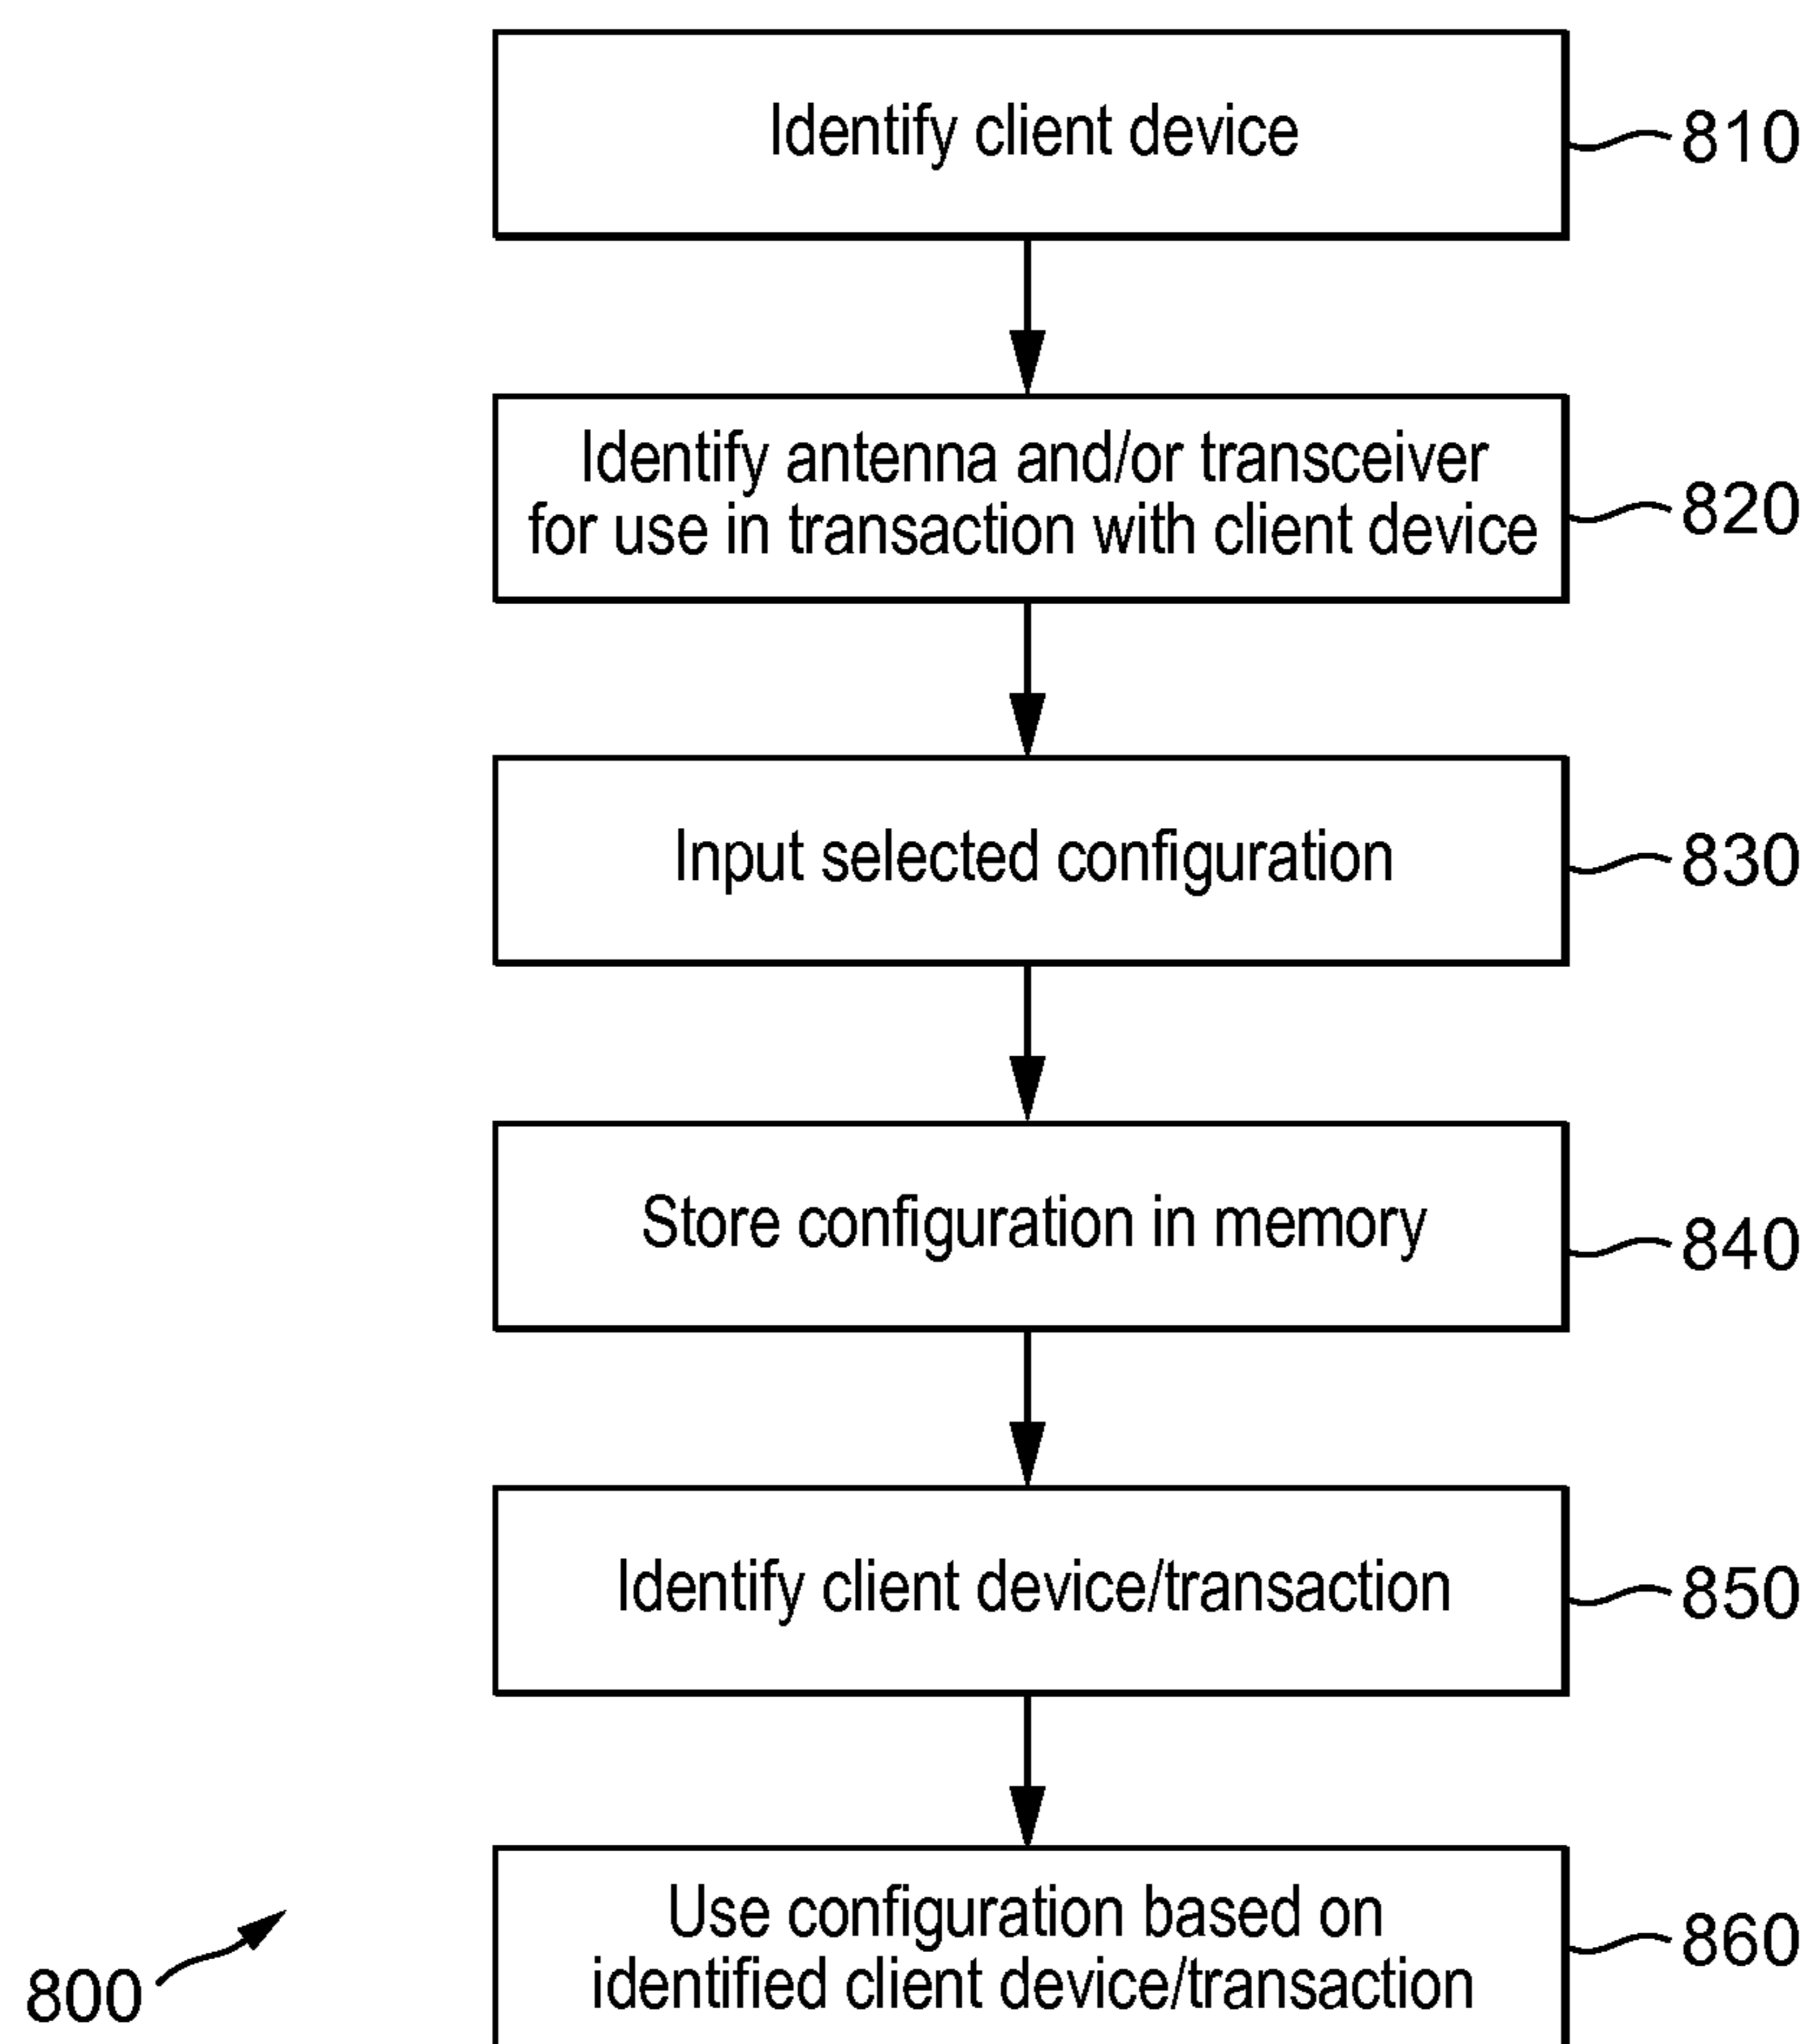 Identify client device
810
Identify antenna and/or transceiver
for use in transaction with client device
820
Input selected configuration
830
Store configuration in memory
840
Identify client device/transaction
850
Use configuration based on
identified client device/transaction
860
800